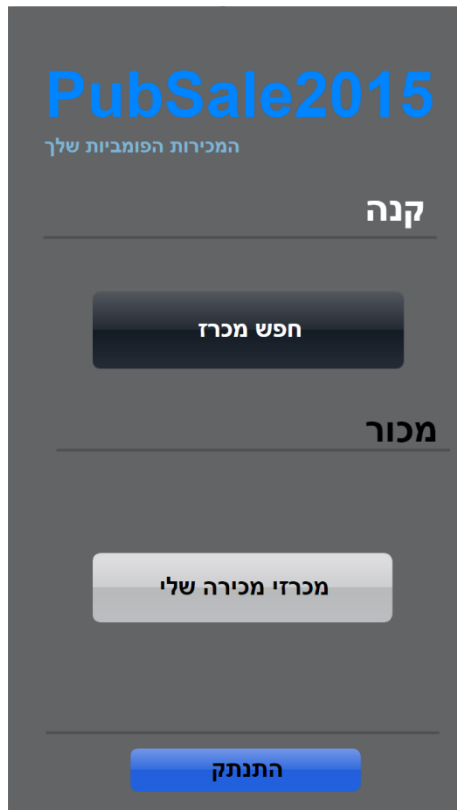 PubSale2015
המכירות הפומביות שלך
קנה
חפש מכרז
מכור
מכרזי מכירה שלי
התנתק